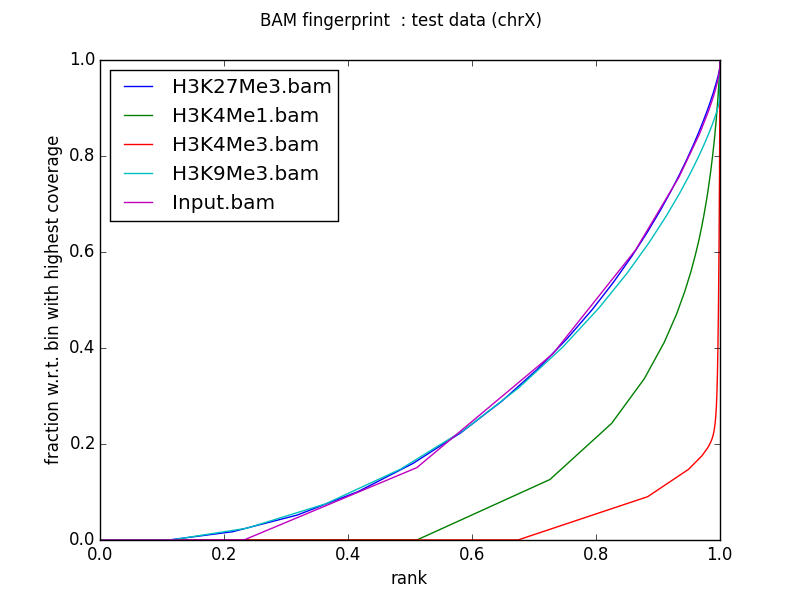 BAM fingerprint  : test data (chrX)
1.0
0.8
0.6
0.4
0.2
0.0
fraction w.r.t. bin with highest coverage
H3K27Me3.bam
H3K4Me1.bam
H3K4Me3.bam
H3K9Me3.bam
Input.bam
0.0 0.2 0.4 0.6 0.8 1.0
rank